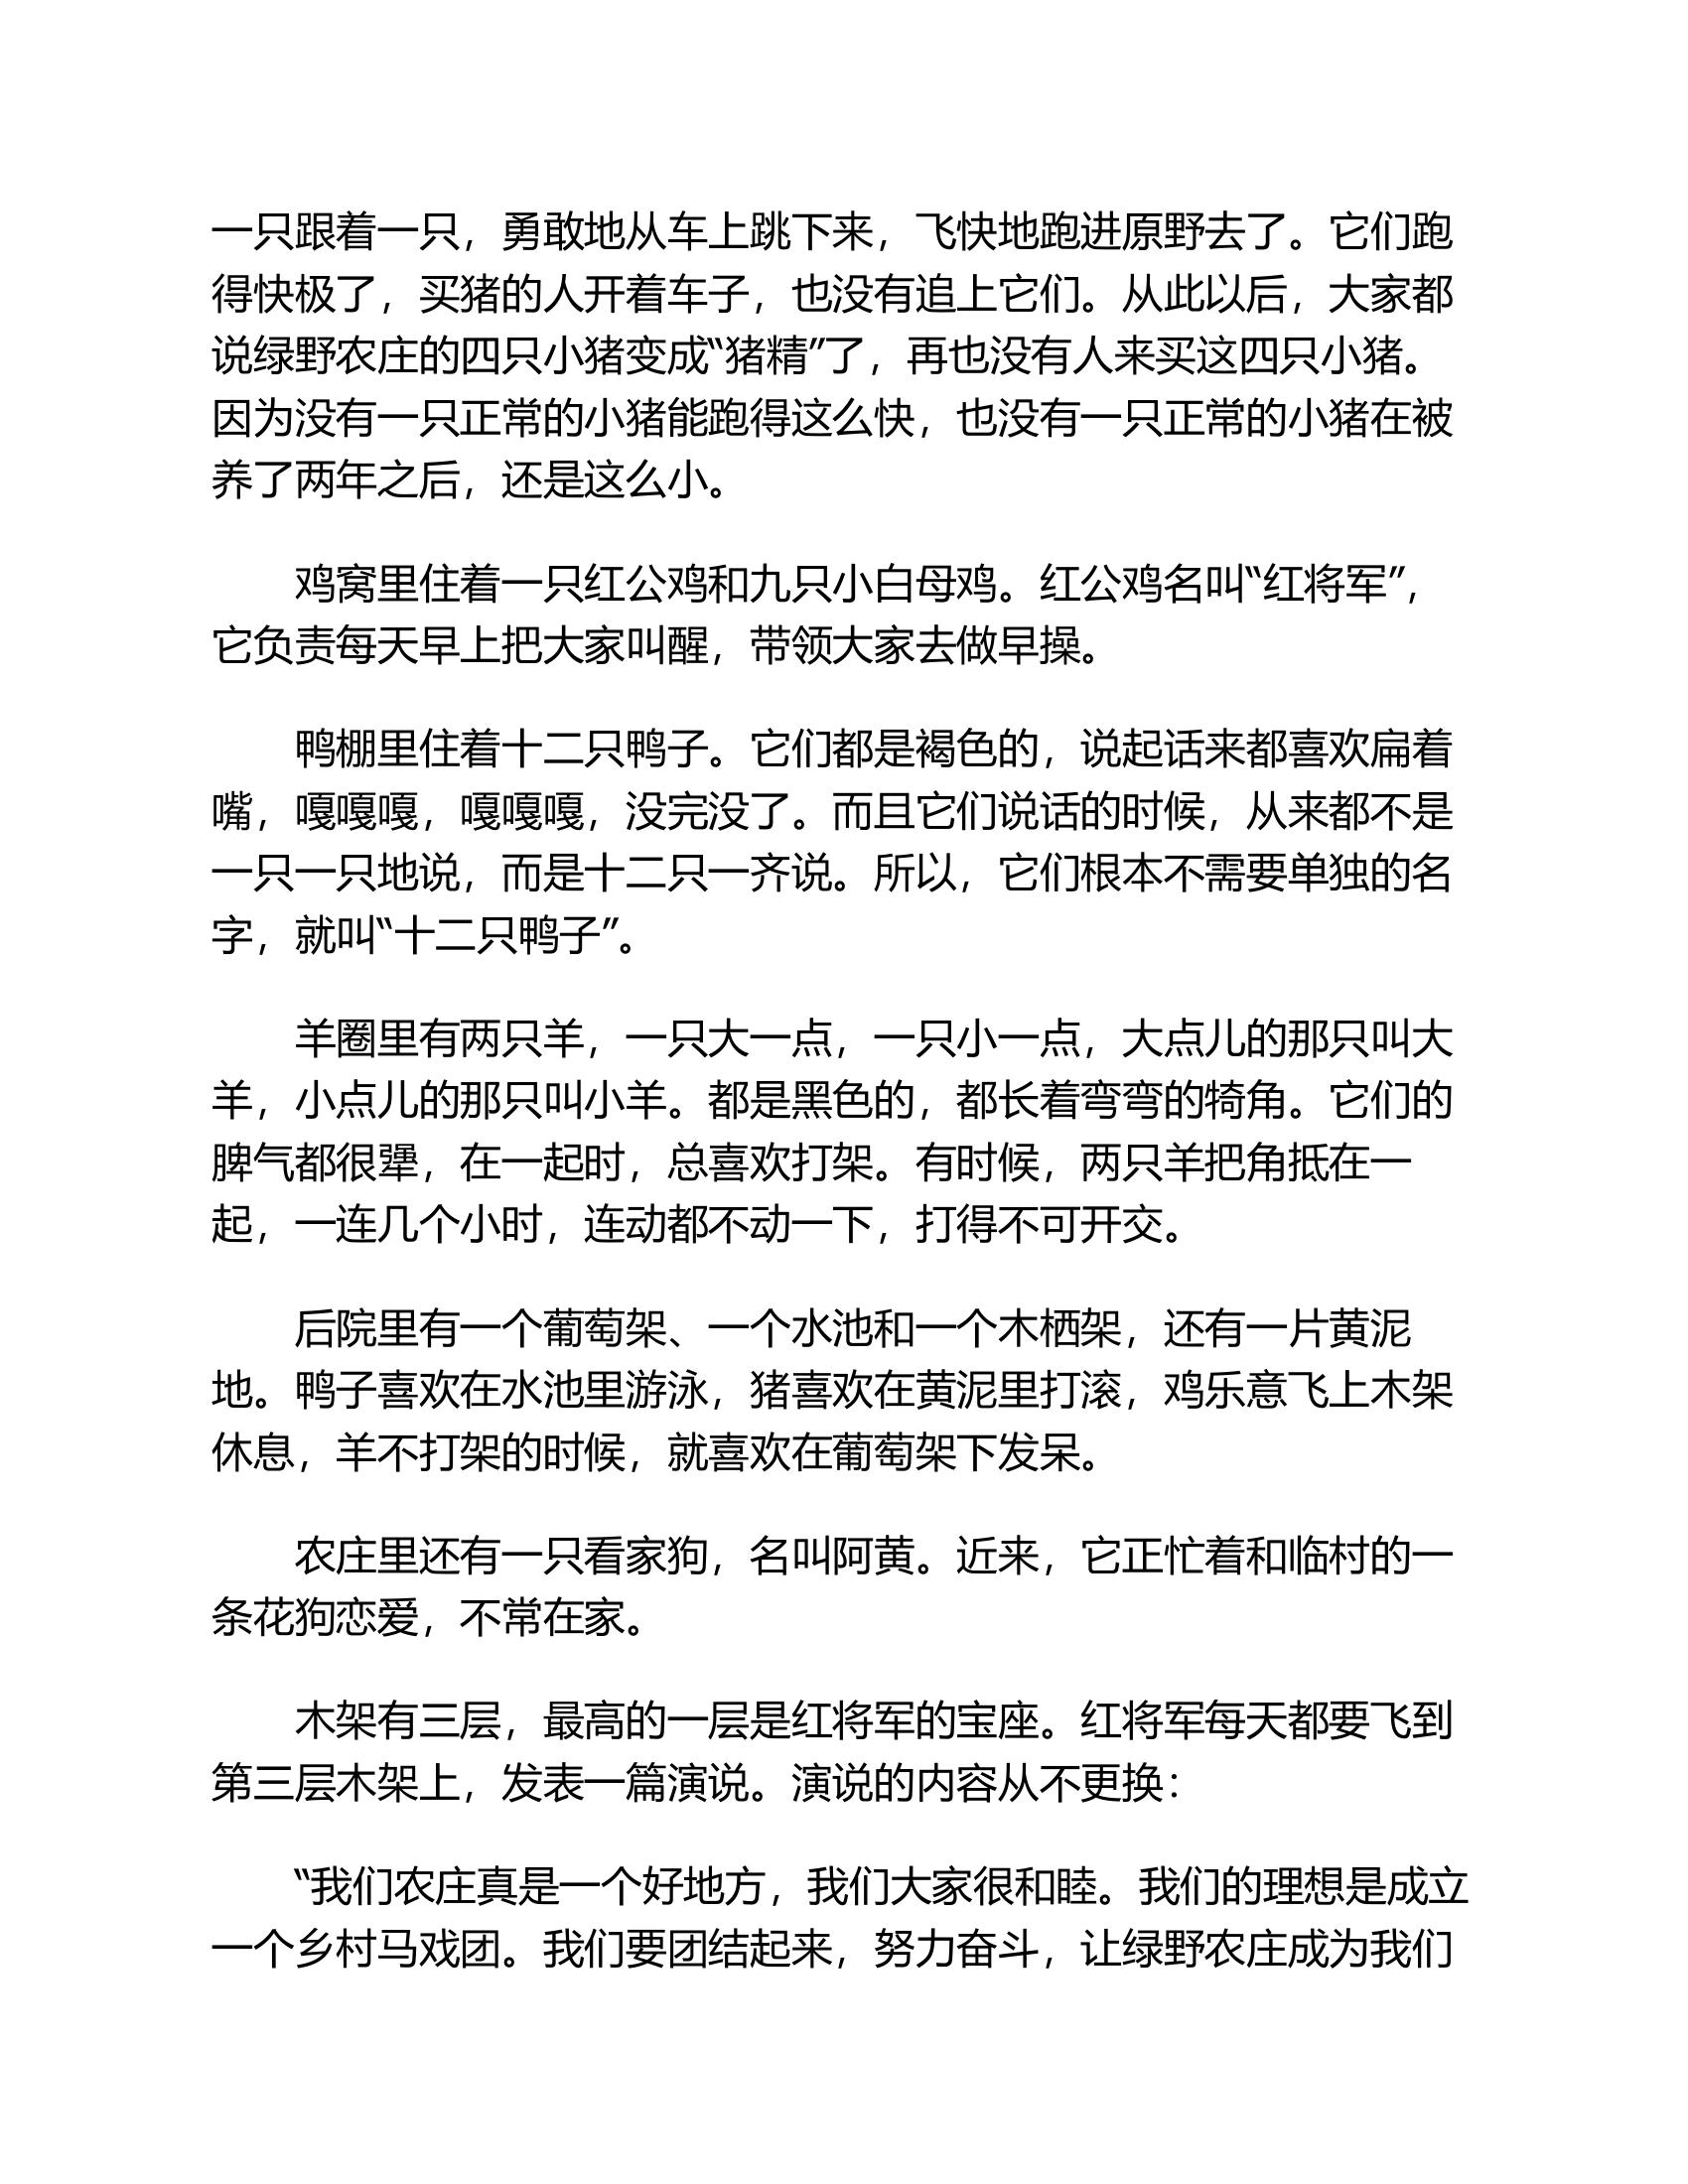 一只跟着一只，勇敢地从车上跳下来，飞快地跑进原野去了。它们跑
得快极了，买猪的人开着车子，也没有追上它们。从此以后，大家都
说绿野农庄的四只小猪变成“猪精”了，再也没有人来买这四只小猪。
因为没有一只正常的小猪能跑得这么快，也没有一只正常的小猪在被
养了两年之后，还是这么小。
鸡窝里住着一只红公鸡和九只小白母鸡。红公鸡名叫“红将军”，
它负责每天早上把大家叫醒，带领大家去做早操。
鸭棚里住着十二只鸭子。它们都是褐色的，说起话来都喜欢扁着
嘴，嘎嘎嘎，嘎嘎嘎，没完没了。而且它们说话的时候，从来都不是
一只一只地说，而是十二只一齐说。所以，它们根本不需要单独的名
字，就叫“十二只鸭子”。
羊圈里有两只羊，一只大一点，一只小一点，大点儿的那只叫大
羊，小点儿的那只叫小羊。都是黑色的，都长着弯弯的犄角。它们的
脾气都很犟，在一起时，总喜欢打架。有时候，两只羊把角抵在一
起，一连几个小时，连动都不动一下，打得不可开交。
后院里有一个葡萄架、一个水池和一个木栖架，还有一片黄泥
地。鸭子喜欢在水池里游泳，猪喜欢在黄泥里打滚，鸡乐意飞上木架
休息，羊不打架的时候，就喜欢在葡萄架下发呆。
农庄里还有一只看家狗，名叫阿黄。近来，它正忙着和临村的一
条花狗恋爱，不常在家。
木架有三层，最高的一层是红将军的宝座。红将军每天都要飞到
第三层木架上，发表一篇演说。演说的内容从不更换：
“我们农庄真是一个好地方，我们大家很和睦。我们的理想是成立
一个乡村马戏团。我们要团结起来，努力奋斗，让绿野农庄成为我们